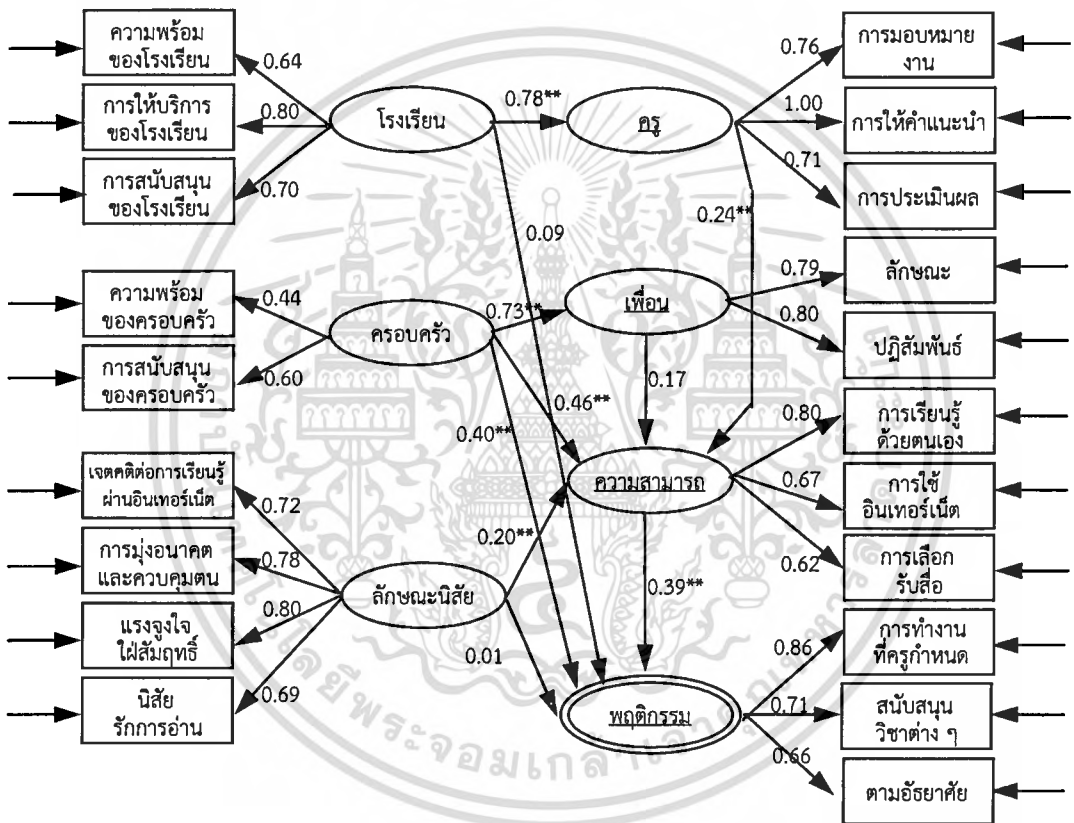 ความพร้อม
ของโรงเรียน
0.64
การให้บริการ
ของโรงเรียน
0.80
การสนับสนุน
ของโรงเรียน
0.70
โรงเรียน
0.78**
ครู
0.76
การมอบหมาย
งาน
1.00
การให้คำแนะนำ
0.71
การประเมินผล
0.09
0.24**
ความพร้อม
ของครอบครัว
0.44
การสนับสนุน
ของครอบครัว
0.60
ครอบครัว
0.73**
เพื่อน
0.79
ลักษณะ
0.80
ปฏิสัมพันธ์
0.17
0.46**
0.40**
เจตคติต่อการเรียนรู้
ผ่านอินเทอร์เน็ต
0.72
การมุ่งอนาคต
และควบคุมตน
0.78
แรงจูงใจ
ใฝ่สัมฤทธิ์
0.80
นิสัย
รักการอ่าน
0.69
ลักษณะนิสัย
0.20**
0.01
ความสามารถ
0.80
การเรียนรู้
ด้วยตนเอง
0.67
การใช้
อินเทอร์เน็ต
0.62
การเลือก
รับสื่อ
0.39**
พฤติกรรม
0.86
การทำงาน
ที่ครูกำหนด
0.71
สนับสนุน
วิชาต่าง ๆ
0.66
ตามอัธยาศัย